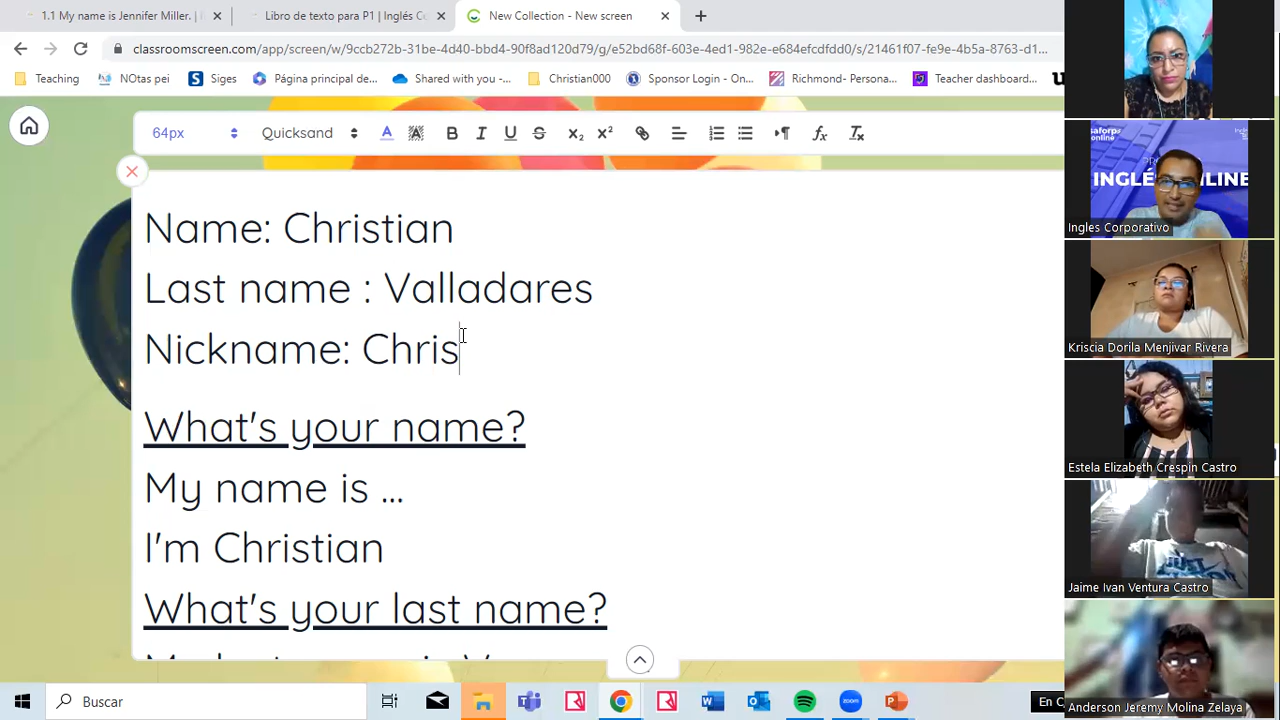 1.1 My name is Jennifer Miller.
Libro de texto para P1 | Inglés Cu
New Collection - New screen
classroomscreen.com/app/screen/w/9ccb272b-31be-4d40-bbd4-90f8ad120d79/g/e52bd68f-603e-4ed1-982e-e684efcdfdd0/s/21461f07-fe9e-4b5a-8763-d1...
Teaching
NOtas pei
Siges
Página principal de...
Shared with you -...
Christian000
Sponsor Login - On...
Richmond- Persona...
Teacher dashboard...
64px
Quicksand
Name: Christian
Last name : Valladares
Nickname: Chris
What's your name?
My name is ...
I'm Christian
What's your last name?
Buscar
INGLÉS
Ingles Corporativo
Kriscia Dorila Menjivar Rivera
Estela Elizabeth Crespin Castro
Jaime Ivan Ventura Castro
Anderson Jeremy Molina Zelaya